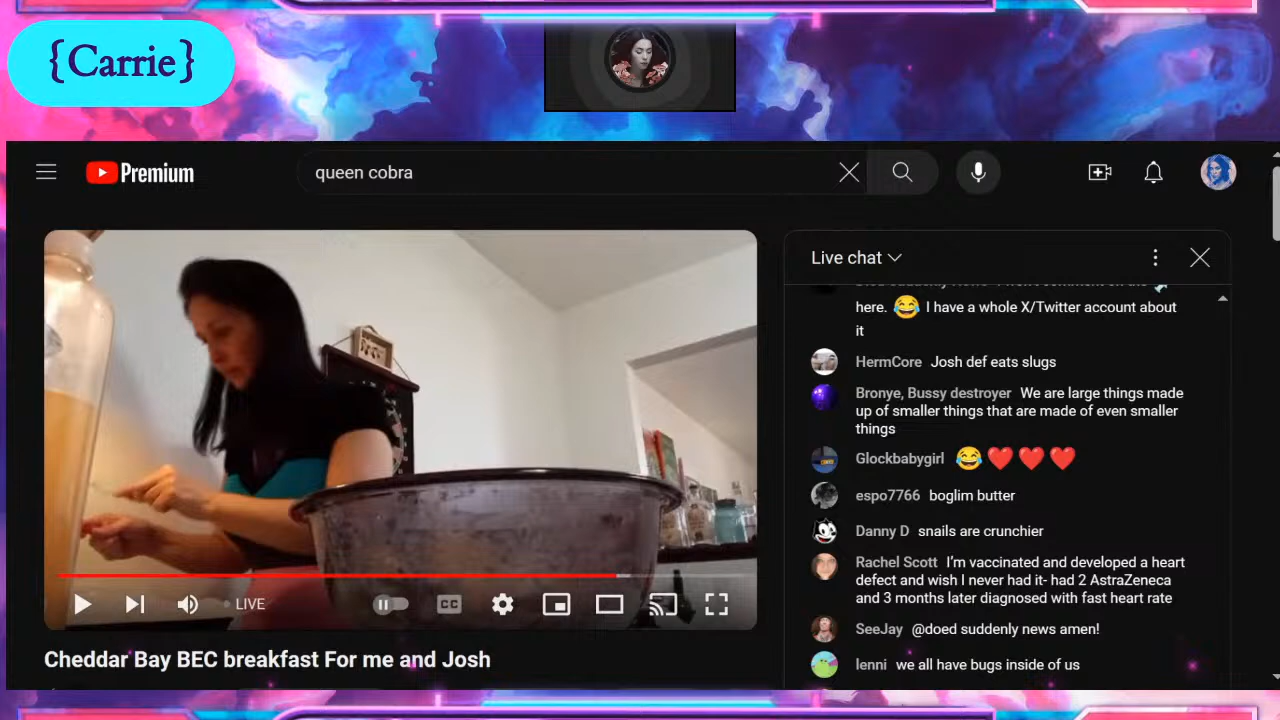 {Carrie}
Premium
queen cobra
Live chat
here. 😂 I have a whole X/Twitter account about
it
HermCore Josh def eats slugs
Bronye, Bussy destroyer We are large things made
up of smaller things that are made of even smaller
things
Glockbabygirl 😂❤️❤️❤️
espo7766 boglim butter
Danny D snails are crunchier
Rachel Scott I'm vaccinated and developed a heart
defect and wish I never had it- had 2 AstraZeneca
and 3 months later diagnosed with fast heart rate
SeeJay @doed suddenly news amen!
lenni we all have bugs inside of us
LIVE
CC
Cheddar Bay BEC breakfast For me and Josh